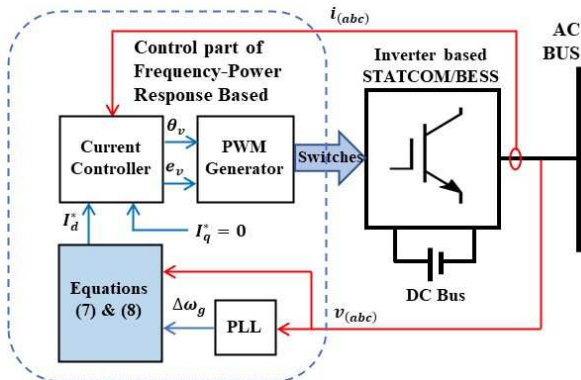 i(abc)
AC
BUS
Control part of
Frequency-Power
Response Based
Inverter based
STATCOM/BESS
Current
Controller
θv
ev
PWM
Generator
Switches
I*d
I*q = 0
DC Bus
Equations
(7) & (8)
Δωg
PLL
v(abc)